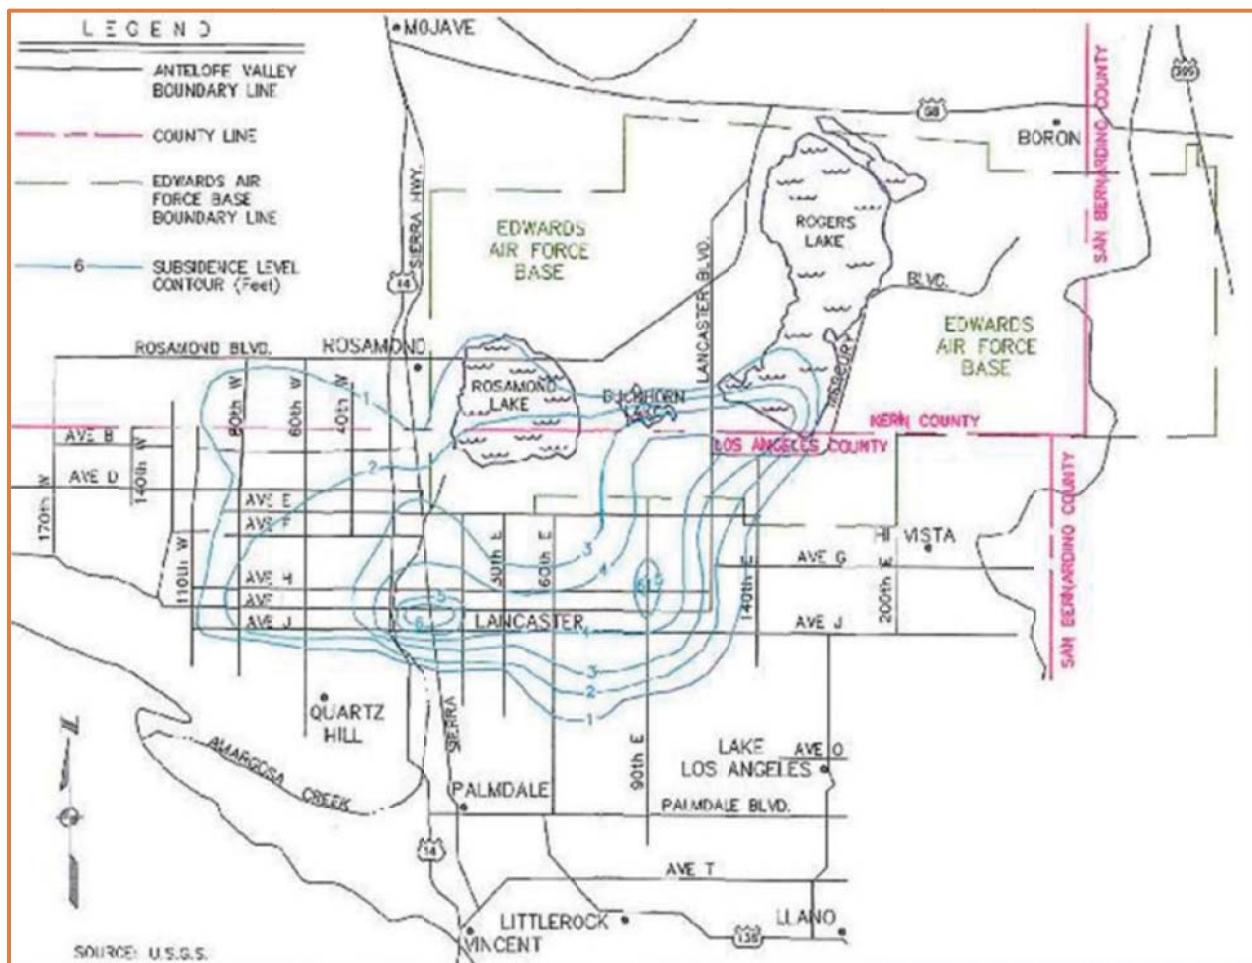 LEGEND
ANTELOPE VALLEY
BOUNDARY LINE
COUNTY LINE
EDWARDS AIR
FORCE BASE
BOUNDARY LINE
6
SUBSIDENCE LEVEL
CONTOUR (Feet)
MOJAVE
58
395
BORON
SAN BERNARDINO COUNTY
SIERRA HWY.
14
EDWARDS
AIR FORCE
BASE
ROGERS
LAKE
LANCASTER BLVD.
BLVD.
MERCURY
EDWARDS
AIR FORCE
BASE
ROSAMOND BLVD.
ROSAMOND
ROSAMOND
LAKE
BUCKHORN
LAKE
80th W
60th W
40th W
1
KERN COUNTY
LOS ANGELES COUNTY
AVE B
140th W
2
AVE D
170th W
AVE E
AVE F
110th W
AVE H
AVE I
AVE J
30th E
60th E
3
4
5
6
5
LANCASTER
4
3
2
1
140th E
AVE G
HI VISTA
200th E
AVE J
SAN BERNARDINO COUNTY
QUARTZ
HILL
SIERRA
90th E
LAKE
LOS ANGELES
AVE O
AMARGOSA
CREEK
PALMDALE
PALMDALE BLVD.
14
AVE T
LITTLEROCK
LLANO
138
VINCENT
SOURCE: U.S.G.S.